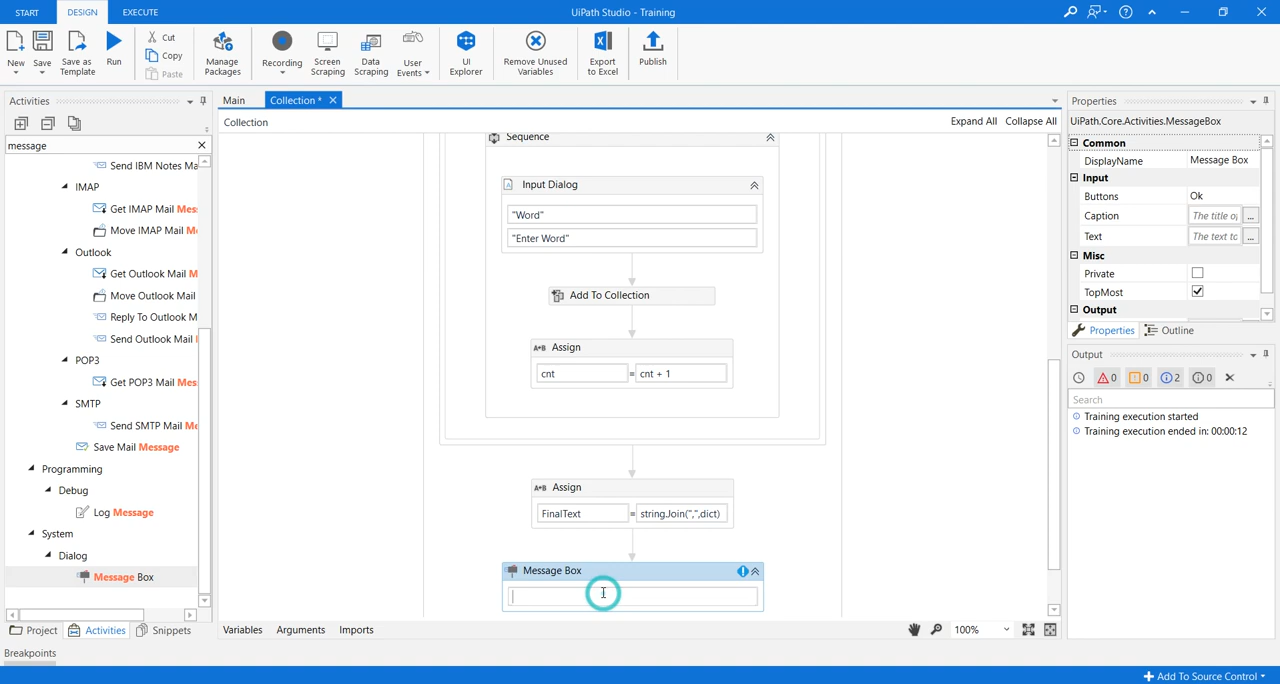 START
DESIGN
EXECUTE
UiPath Studio - Training
New
Save
Save as Template
Run
Cut
Copy
Paste
Manage Packages
Recording
Screen Scraping
Data Scraping
User Events
UI Explorer
Remove Unused Variables
Export to Excel
Publish
Activities
message
Send IBM Notes Ma
IMAP
Get IMAP Mail Mess
Move IMAP Mail M
Outlook
Get Outlook Mail M
Move Outlook Mail
Reply To Outlook M
Send Outlook Mail
POP3
Get POP3 Mail Mes
SMTP
Send SMTP Mail Me
Save Mail Message
Programming
Debug
Log Message
System
Dialog
Message Box
Project
Activities
Snippets
Breakpoints
Main
Collection *
Collection
Expand All
Collapse All
Sequence
Input Dialog
"Word"
"Enter Word"
Add To Collection
A+B Assign
cnt = cnt + 1
A+B Assign
FinalText = string.Join(",",dict)
Message Box
Variables
Arguments
Imports
100%
Properties
UiPath.Core.Activities.MessageBox
Common
DisplayName Message Box
Input
Buttons Ok
Caption The title o ...
Text The text to ...
Misc
Private
TopMost
Output
Properties
Outline
Output
0 0 2 0
Search
Training execution started
Training execution ended in: 00:00:12
Add To Source Control